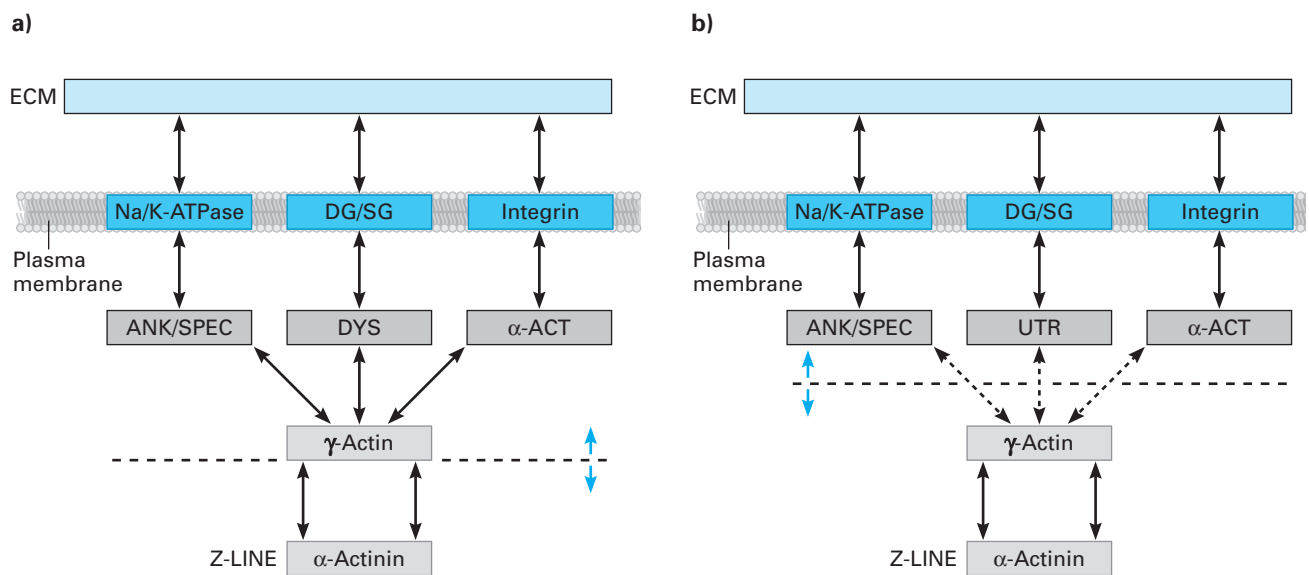 a)
ECM
Na/K-ATPase DG/SG Integrin
Plasma
membrane
ANK/SPEC DYS α-ACT
γ-Actin
Z-LINE α-Actinin
b)
ECM
Na/K-ATPase DG/SG Integrin
Plasma
membrane
ANK/SPEC UTR α-ACT
γ-Actin
Z-LINE α-Actinin